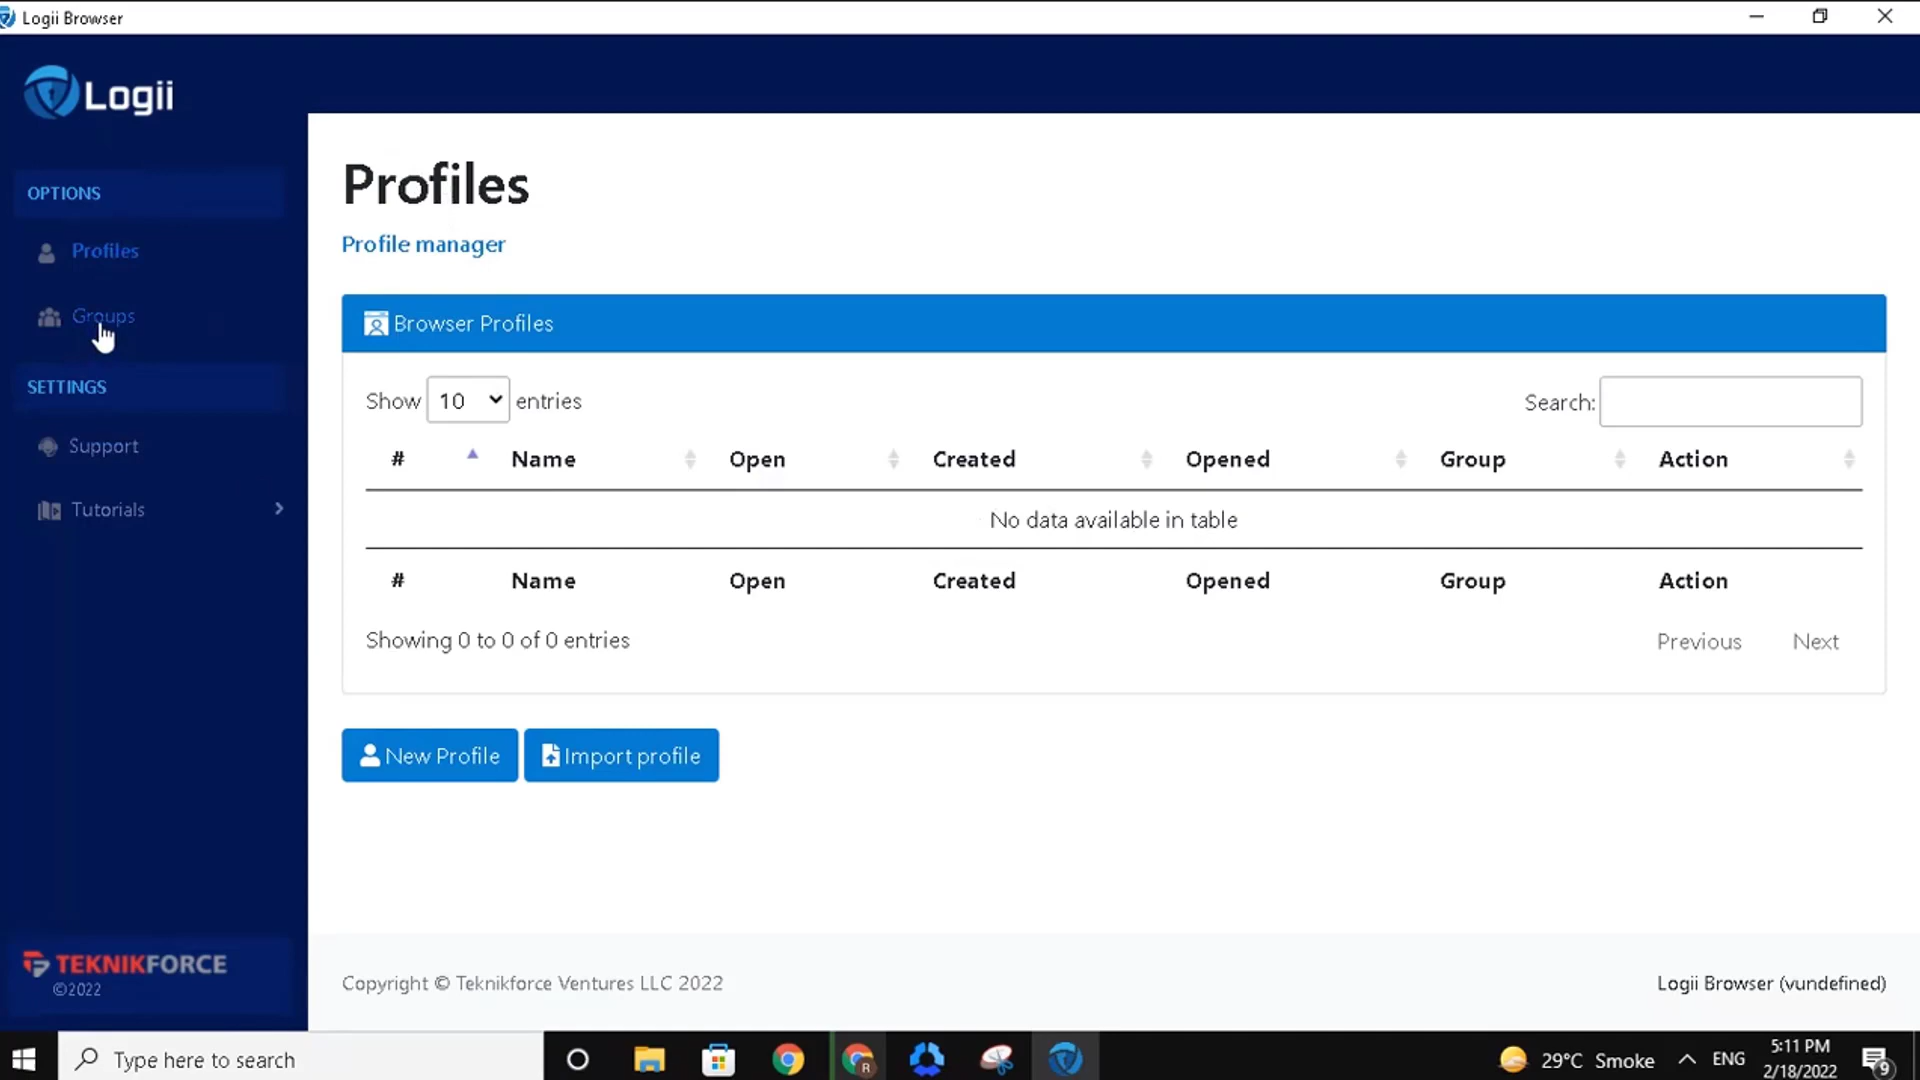 Logii Browser
Logii
OPTIONS
Profiles
Groups
SETTINGS
Support
Tutorials
TEKNIKFORCE
©2022
Profiles
Profile manager
Browser Profiles
Show 10 entries
Search:
# Name Open Created Opened Group Action
No data available in table
# Name Open Created Opened Group Action
Showing 0 to 0 of 0 entries
Previous Next
New Profile Import profile
Copyright © Teknikforce Ventures LLC 2022
Logii Browser (vundefined)
Type here to search
R
29°C Smoke
ENG
5:11 PM
2/18/2022
9